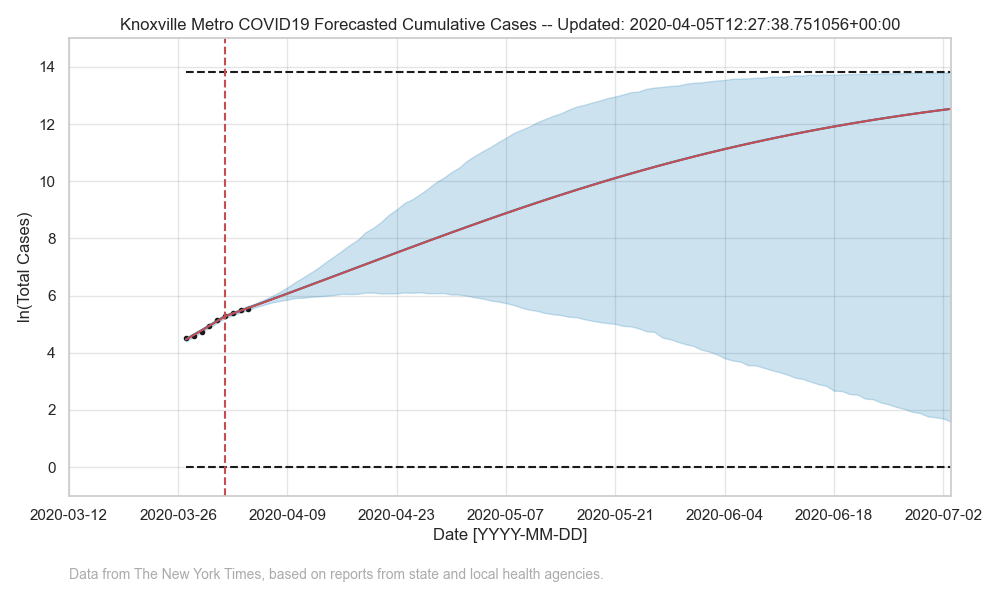 Knoxville Metro COVID19 Forecasted Cumulative Cases -- Updated: 2020-04-05T12:27:38.751056+00:00
ln(Total Cases)
14
12
10
8
6
4
2
0
2020-03-12 2020-03-26 2020-04-09 2020-04-23 2020-05-07 2020-05-21 2020-06-04 2020-06-18 2020-07-02
Date [YYYY-MM-DD]
Data from The New York Times, based on reports from state and local health agencies.